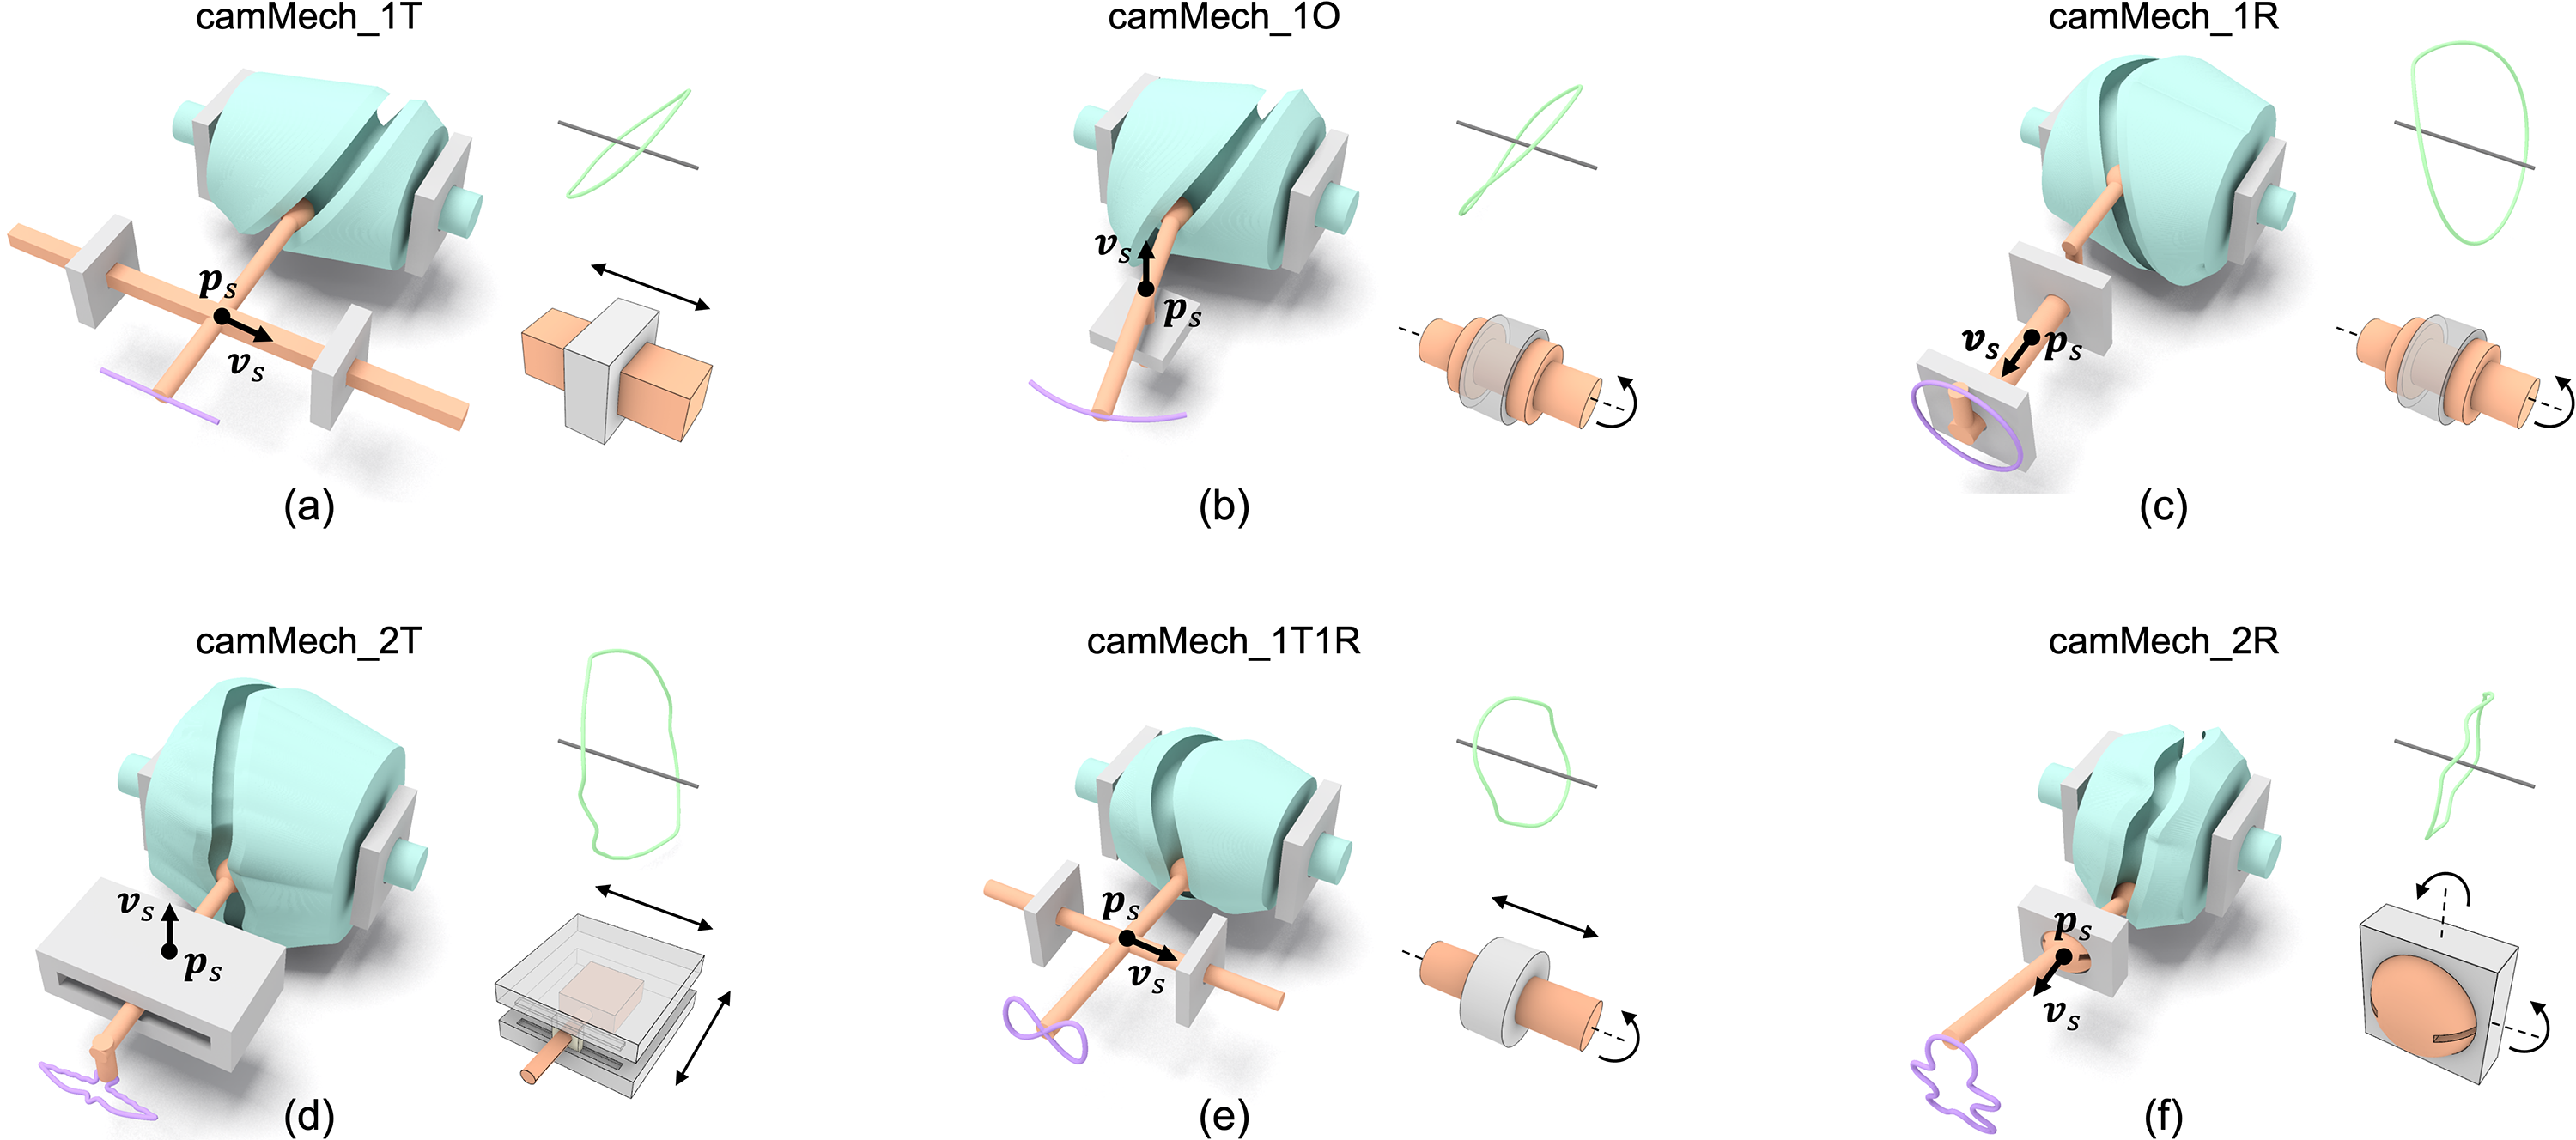 camMech_1T
camMech_1O
camMech_1R
p_s
v_s
v_s
p_s
v_s
p_s
(a)
(b)
(c)
camMech_2T
camMech_1T1R
camMech_2R
v_s
p_s
p_s
v_s
p_s
v_s
(d)
(e)
(f)